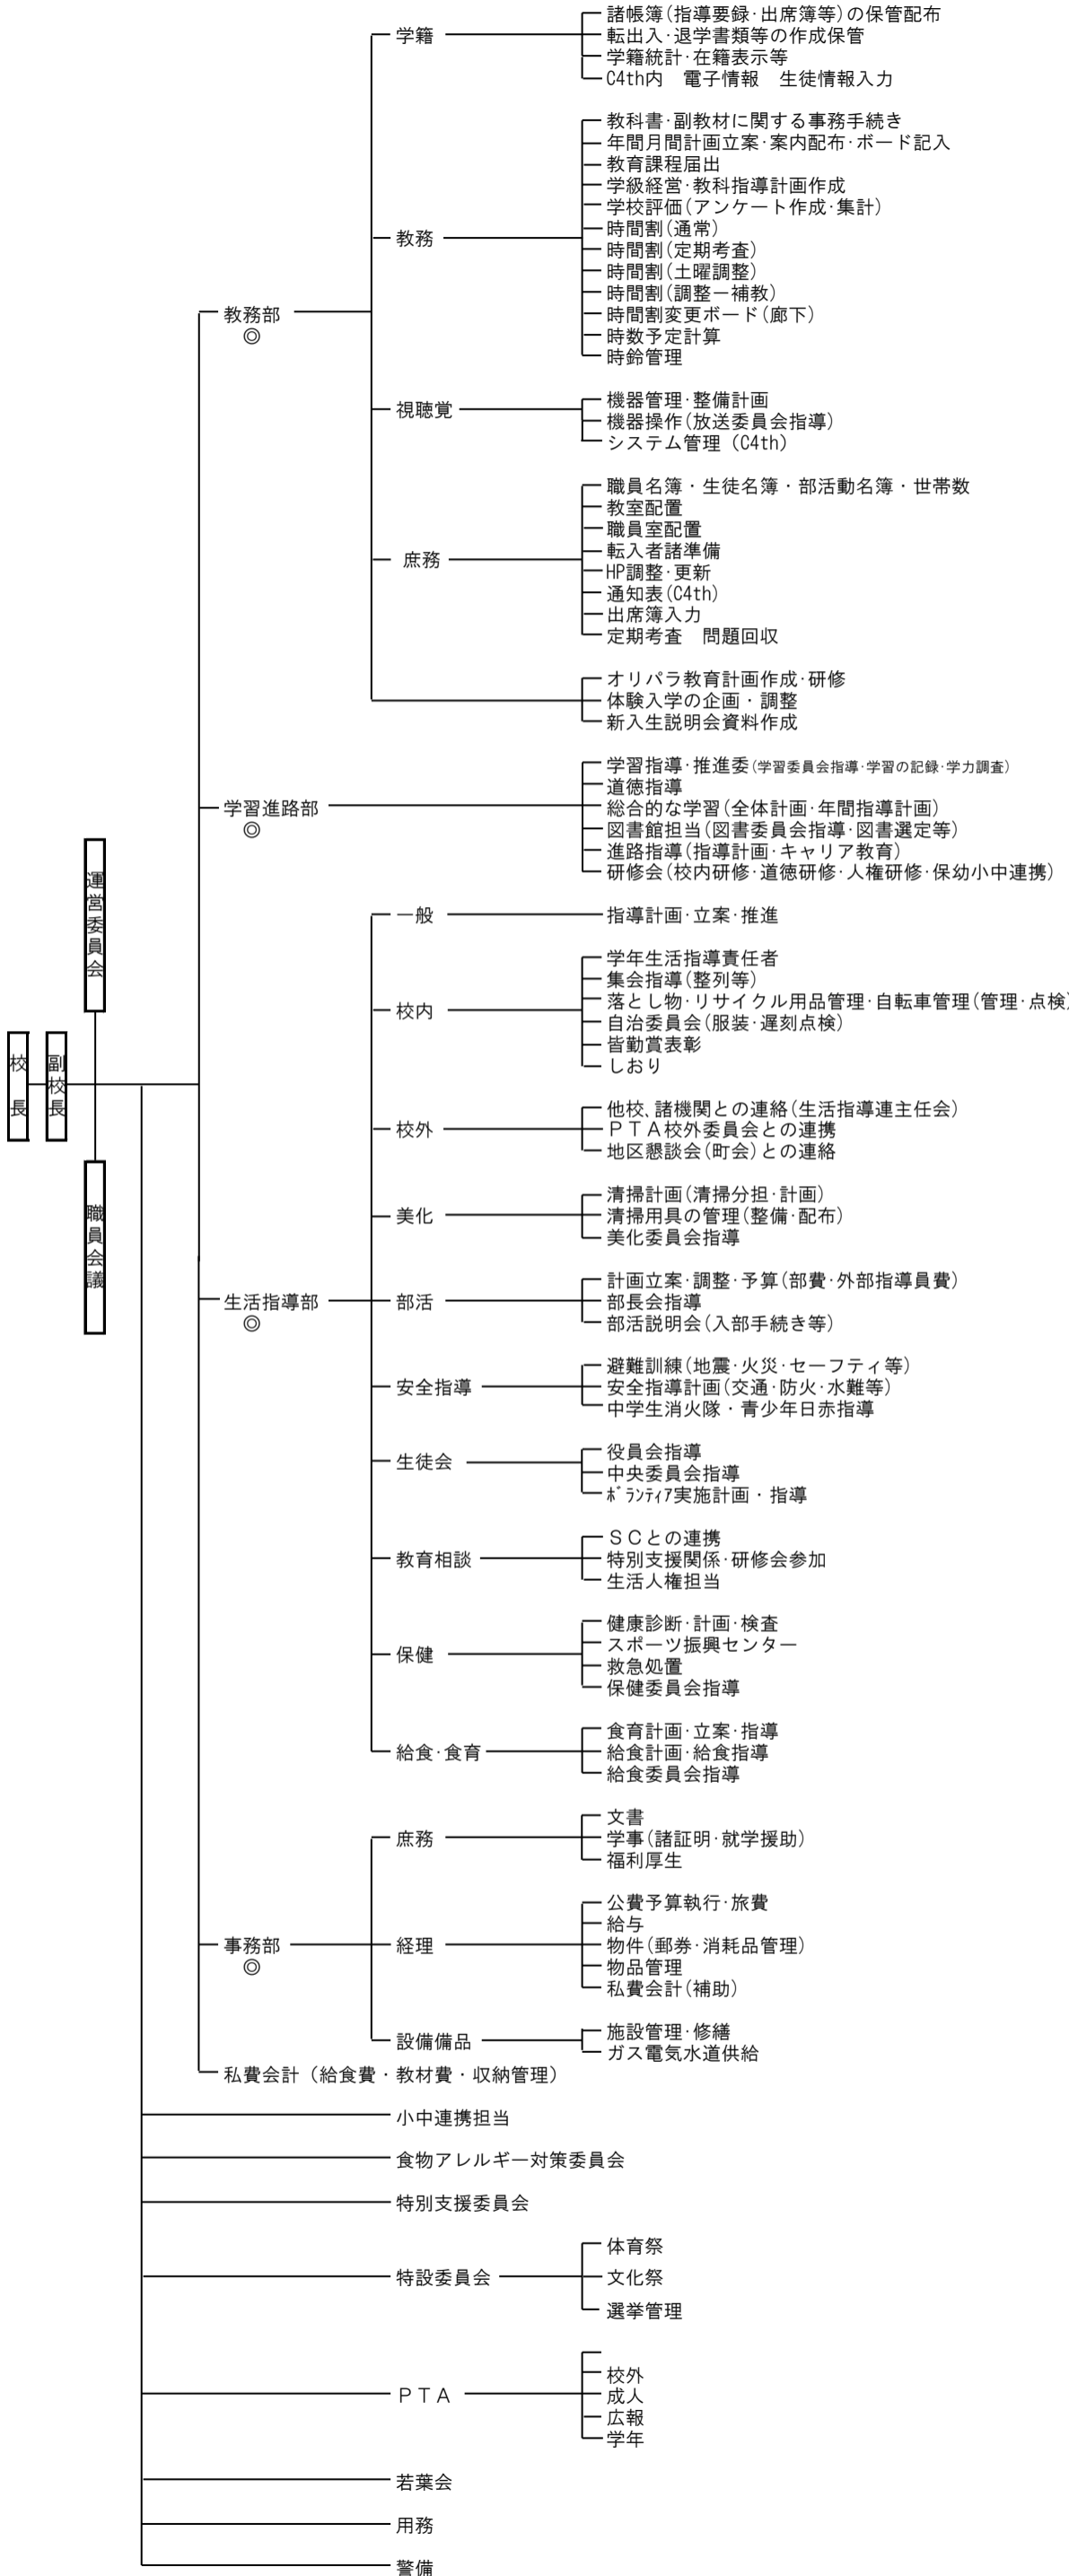 学籍
諸帳簿(指導要録･出席簿等)の保管配布
転出入･退学書類等の作成保管
学籍統計･在籍表示等
C4th内　電子情報　生徒情報入力
教務部
◎
教務
教科書･副教材に関する事務手続き
年間月間計画立案･案内配布･ボード記入
教育課程届出
学級経営･教科指導計画作成
学校評価(アンケート作成･集計)
時間割(通常)
時間割(定期考査)
時間割(土曜調整)
時間割(調整ー補教)
時間割変更ボード(廊下)
時数予定計算
時鈴管理
視聴覚
機器管理･整備計画
機器操作(放送委員会指導)
システム管理（C4th）
庶務
職員名簿・生徒名簿・部活動名簿・世帯数
教室配置
職員室配置
転入者諸準備
HP調整･更新
通知表(C4th)
出席簿入力
定期考査　問題回収
オリパラ教育計画作成･研修
体験入学の企画・調整
新入生説明会資料作成
学習進路部
◎
学習指導･推進委(学習委員会指導･学習の記録･学力調査)
道徳指導
総合的な学習(全体計画･年間指導計画)
図書館担当(図書委員会指導･図書選定等)
進路指導(指導計画･キャリア教育)
研修会(校内研修･道徳研修･人権研修･保幼小中連携)
運営委員会
校長
副校長
職員会議
生活指導部
◎
一般
指導計画･立案･推進
校内
学年生活指導責任者
集会指導(整列等)
落とし物･リサイクル用品管理･自転車管理(管理･点検)
自治委員会(服装･遅刻点検)
皆勤賞表彰
しおり
校外
他校､諸機関との連絡(生活指導連主任会)
ＰＴＡ校外委員会との連携
地区懇談会(町会)との連絡
美化
清掃計画(清掃分担･計画)
清掃用具の管理(整備･配布)
美化委員会指導
部活
計画立案･調整･予算(部費･外部指導員費)
部長会指導
部活説明会(入部手続き等)
安全指導
避難訓練(地震･火災･セーフティ等)
安全指導計画(交通･防火･水難等)
中学生消火隊・青少年日赤指導
生徒会
役員会指導
中央委員会指導
ﾎﾞﾗﾝﾃｨｱ実施計画・指導
教育相談
ＳＣとの連携
特別支援関係･研修会参加
生活人権担当
保健
健康診断･計画･検査
スポーツ振興センター
救急処置
保健委員会指導
給食･食育
食育計画･立案･指導
給食計画･給食指導
給食委員会指導
事務部
◎
庶務
文書
学事(諸証明･就学援助)
福利厚生
経理
公費予算執行･旅費
給与
物件(郵券･消耗品管理)
物品管理
私費会計(補助)
設備備品
施設管理･修繕
ガス電気水道供給
私費会計（給食費・教材費・収納管理）
小中連携担当
食物アレルギー対策委員会
特別支援委員会
特設委員会
体育祭
文化祭
選挙管理
ＰＴＡ
校外
成人
広報
学年
若葉会
用務
警備